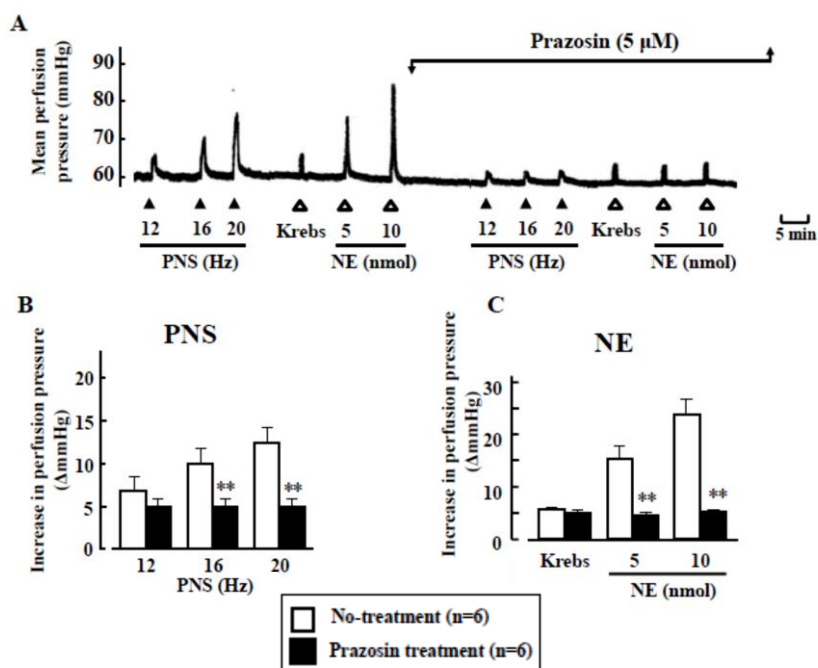 A
Prazosin (5 μM)
Mean perfusion
pressure (mmHg)
90
80
70
60
12 16 20 Krebs 5 10 12 16 20 Krebs 5 10
PNS (Hz) NE (nmol) PNS (Hz) NE (nmol)
5 min
B
PNS
Increase in perfusion pressure
(ΔmmHg)
20
15
10
5
0
** **
12 16 20
PNS (Hz)
C
NE
Increase in perfusion pressure
(ΔmmHg)
30
20
10
0
** **
Krebs 5 10
NE (nmol)
No-treatment (n=6)
Prazosin treatment (n=6)